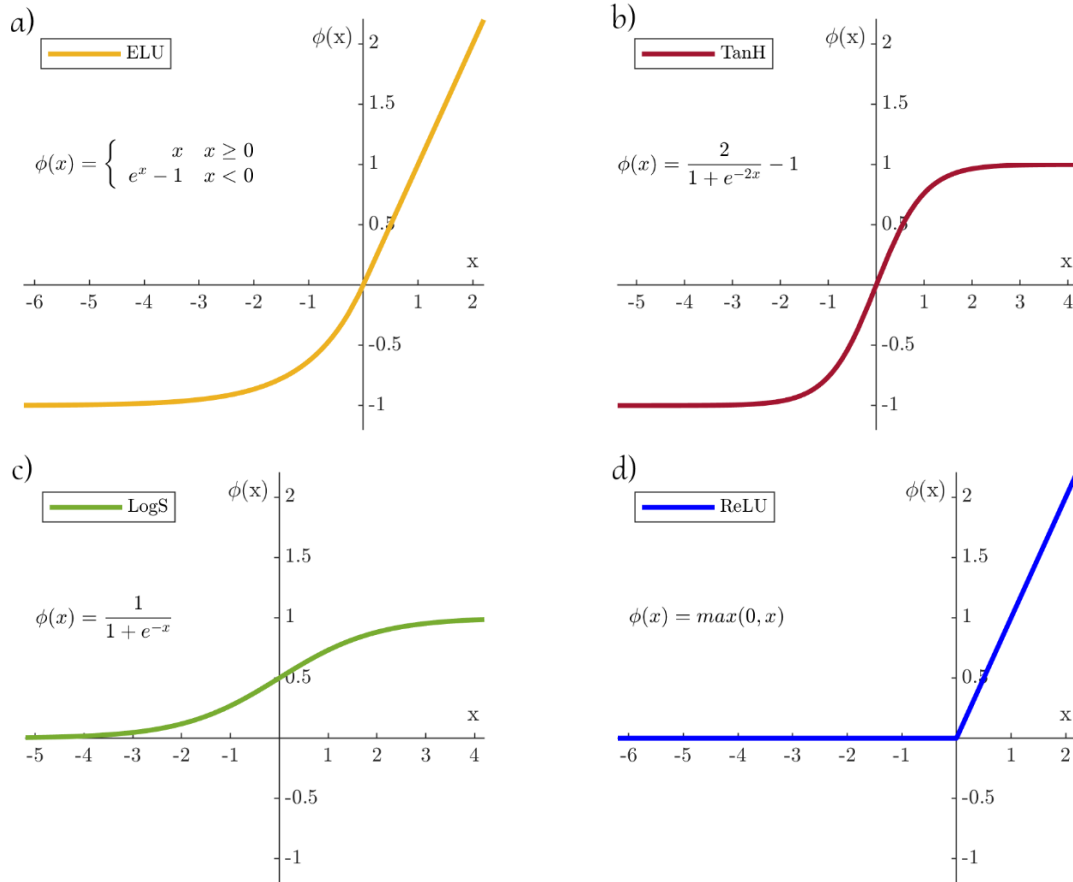 a)
ELU
ϕ(x)
ϕ(x) = { x x ≥ 0
e^x − 1 x < 0
2
1.5
1
0.5
x
-6 -5 -4 -3 -2 -1 1 2
-0.5
-1
b)
TanH
ϕ(x)
ϕ(x) = 2 / (1 + e^{−2x}) − 1
2
1.5
1
0.5
x
-5 -4 -3 -2 -1 1 2 3 4
-0.5
-1
c)
LogS
ϕ(x)
ϕ(x) = 1 / (1 + e^{−x})
2
1.5
1
0.5
x
-5 -4 -3 -2 -1 1 2 3 4
-0.5
-1
d)
ReLU
ϕ(x)
ϕ(x) = max(0, x)
2
1.5
1
0.5
x
-6 -5 -4 -3 -2 -1 1 2
-0.5
-1